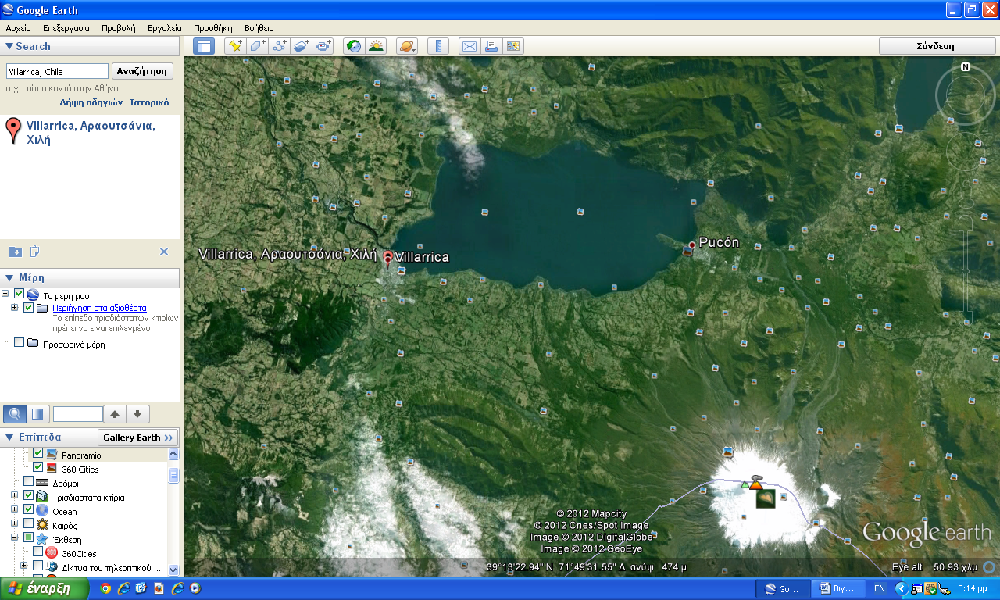 Google Earth
Αρχείο Επεξεργασία Προβολή Εργαλεία Προσθήκη Βοήθεια
Search
Villarrica, Chile Αναζήτηση
π.χ.: πίτσα κοντά στην Αθήνα
Λήψη οδηγιών Ιστορικό
Villarrica, Αραουτσάνια,
Χιλή
Μέρη
Τα μέρη μου
Περιήγηση στα αξιοθέατα
Το επίπεδο τρισδιάστατων κτιρίων
πρέπει να είναι επιλεγμένο
Προσωρινά μέρη
Επίπεδα Gallery Earth »
Panoramio
360 Cities
Δρόμοι
Τρισδιάστατα κτίρια
Ocean
Καιρός
Έκθεση
360Cities
Δίκτυα του τηλεοπτικού ...
Σύνδεση
N
Villarrica, Αραουτσάνια, Χιλή
Villarrica
Pucón
© 2012 Mapcity
© 2012 Cnes/Spot Image
Image © 2012 DigitalGlobe
Image © 2012 GeoEye
Google earth
39°13'22.94" Ν 71°49'31.55" Δ ανύψ 474 μ
Eye alt 50.93 χλμ
έναρξη
Go...
Βιγ...
EN
5:14 μμ